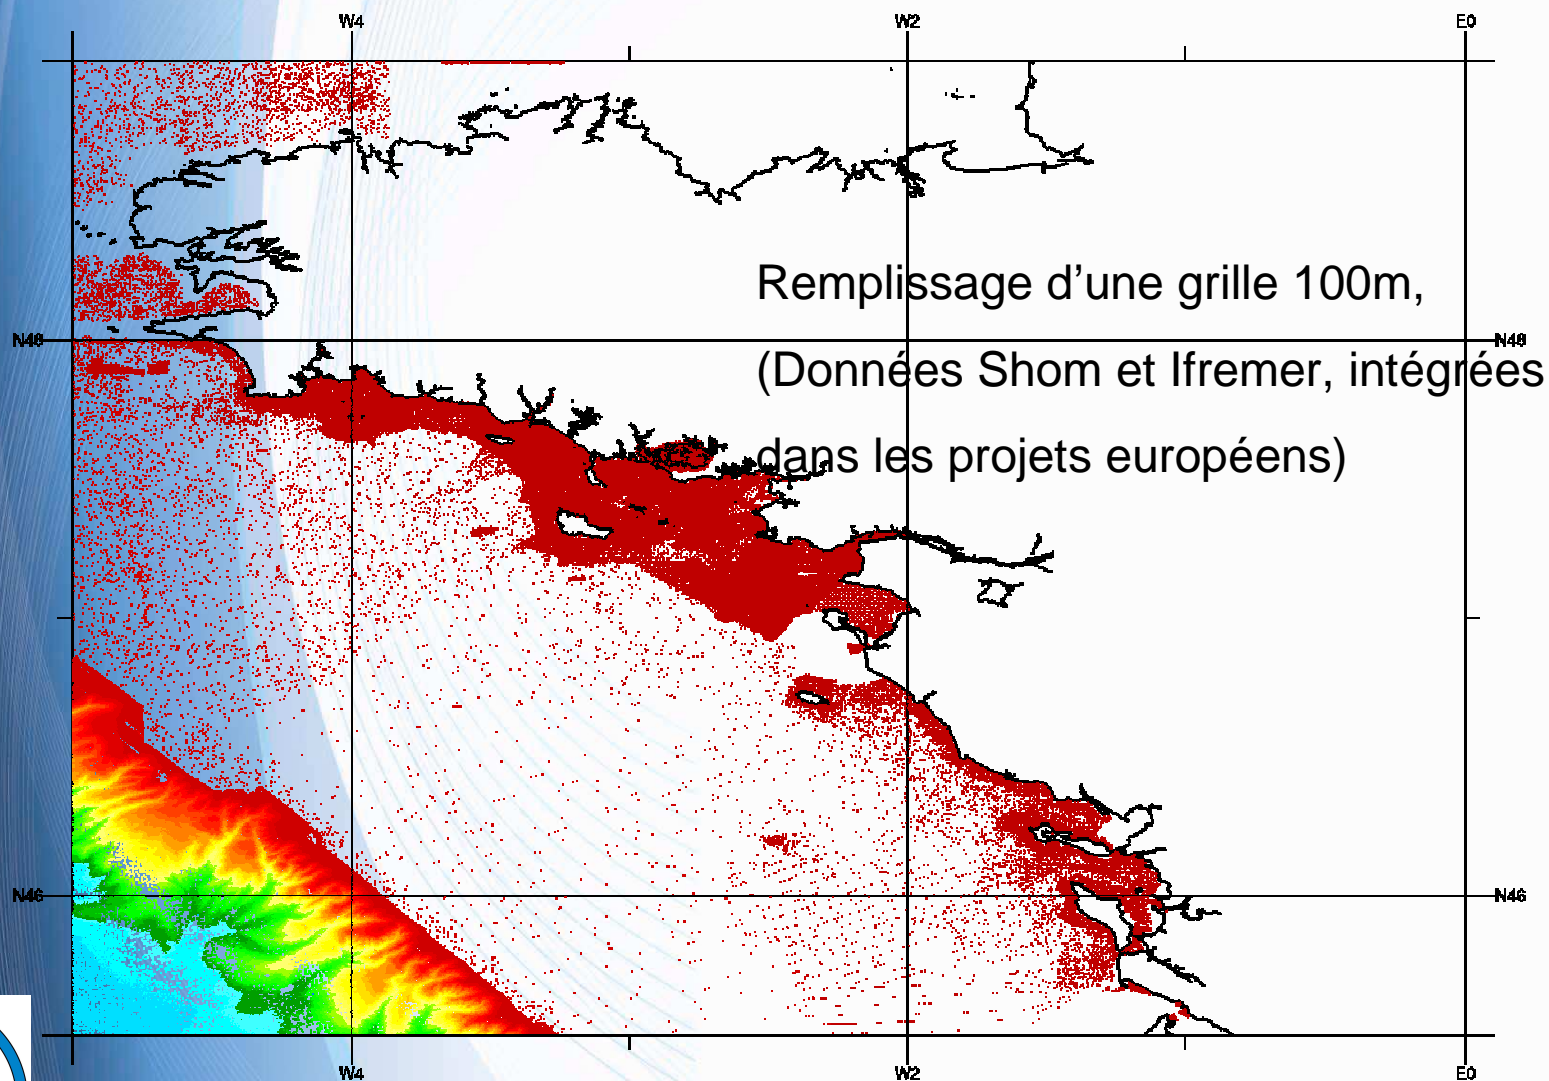 W4 W2 E0
Remplissage d'une grille 100m,
N48 N48
(Données Shom et Ifremer, intégrées
dans les projets européens)
N46 N46
W4 W2 E0